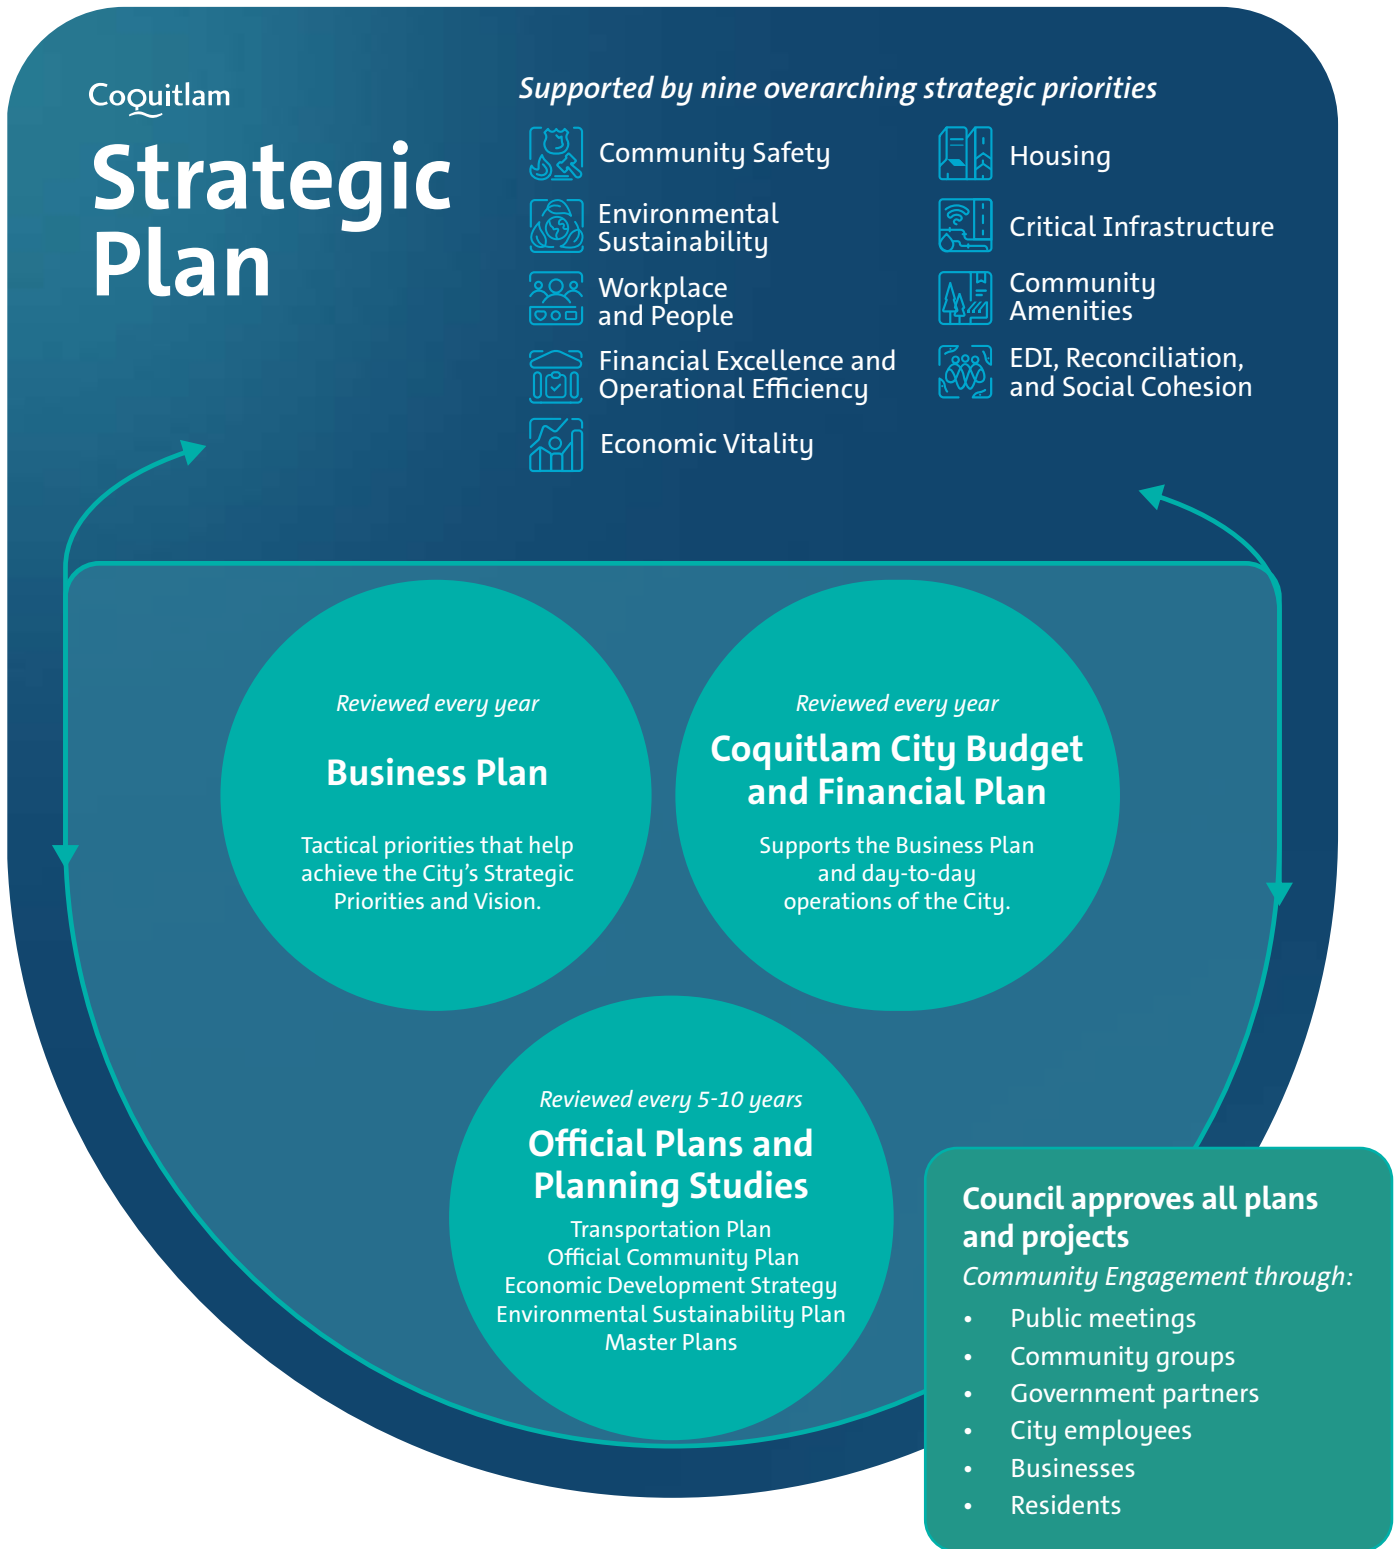 Coquitlam
Strategic
Plan
Supported by nine overarching strategic priorities
Community Safety
Environmental
Sustainability
Workplace
and People
Financial Excellence and
Operational Efficiency
Economic Vitality
Housing
Critical Infrastructure
Community
Amenities
EDI, Reconciliation,
and Social Cohesion
Reviewed every year
Business Plan
Tactical priorities that help
achieve the City’s Strategic
Priorities and Vision.
Reviewed every year
Coquitlam City Budget
and Financial Plan
Supports the Business Plan
and day-to-day
operations of the City.
Reviewed every 5-10 years
Official Plans and
Planning Studies
Transportation Plan
Official Community Plan
Economic Development Strategy
Environmental Sustainability Plan
Master Plans
Council approves all plans
and projects
Community Engagement through:
• Public meetings
• Community groups
• Government partners
• City employees
• Businesses
• Residents